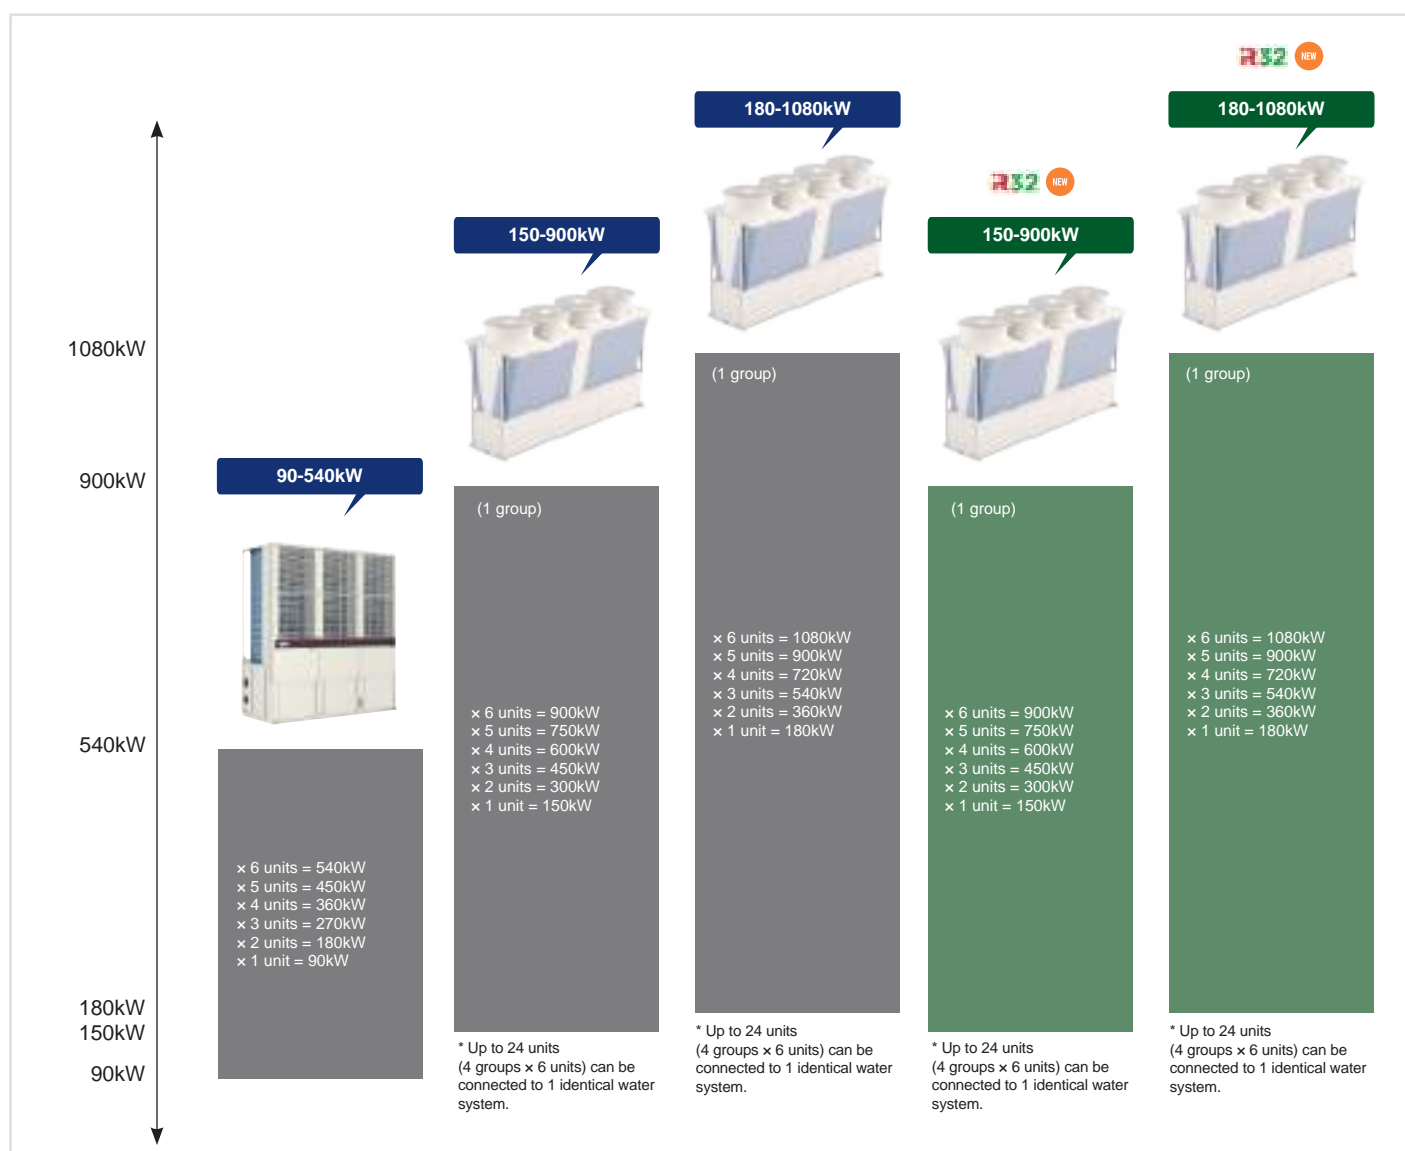 R32 NEW
180-1080kW
180-1080kW
R32 NEW
150-900kW
150-900kW
1080kW
(1 group)
(1 group)
90-540kW
900kW
(1 group)
(1 group)
× 6 units = 1080kW
× 5 units = 900kW
× 4 units = 720kW
× 3 units = 540kW
× 2 units = 360kW
× 1 unit = 180kW
× 6 units = 1080kW
× 5 units = 900kW
× 4 units = 720kW
× 3 units = 540kW
× 2 units = 360kW
× 1 unit = 180kW
× 6 units = 900kW
× 5 units = 750kW
× 4 units = 600kW
× 3 units = 450kW
× 2 units = 300kW
× 1 unit = 150kW
× 6 units = 900kW
× 5 units = 750kW
× 4 units = 600kW
× 3 units = 450kW
× 2 units = 300kW
× 1 unit = 150kW
540kW
× 6 units = 540kW
× 5 units = 450kW
× 4 units = 360kW
× 3 units = 270kW
× 2 units = 180kW
× 1 unit = 90kW
180kW
150kW
90kW
* Up to 24 units
(4 groups × 6 units) can be
connected to 1 identical water
system.
* Up to 24 units
(4 groups × 6 units) can be
connected to 1 identical water
system.
* Up to 24 units
(4 groups × 6 units) can be
connected to 1 identical water
system.
* Up to 24 units
(4 groups × 6 units) can be
connected to 1 identical water
system.